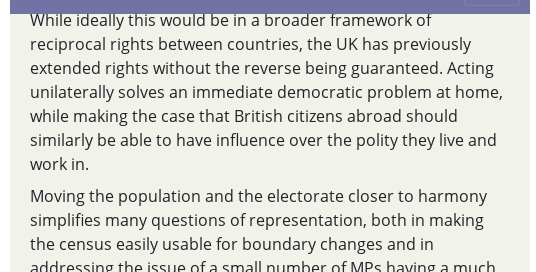 While ideally this would be in a broader framework of
reciprocal rights between countries, the UK has previously
extended rights without the reverse being guaranteed. Acting
unilaterally solves an immediate democratic problem at home,
while making the case that British citizens abroad should
similarly be able to have influence over the polity they live and
work in.
Moving the population and the electorate closer to harmony
simplifies many questions of representation, both in making
the census easily usable for boundary changes and in
addressing the issue of a small number of MPs having a much